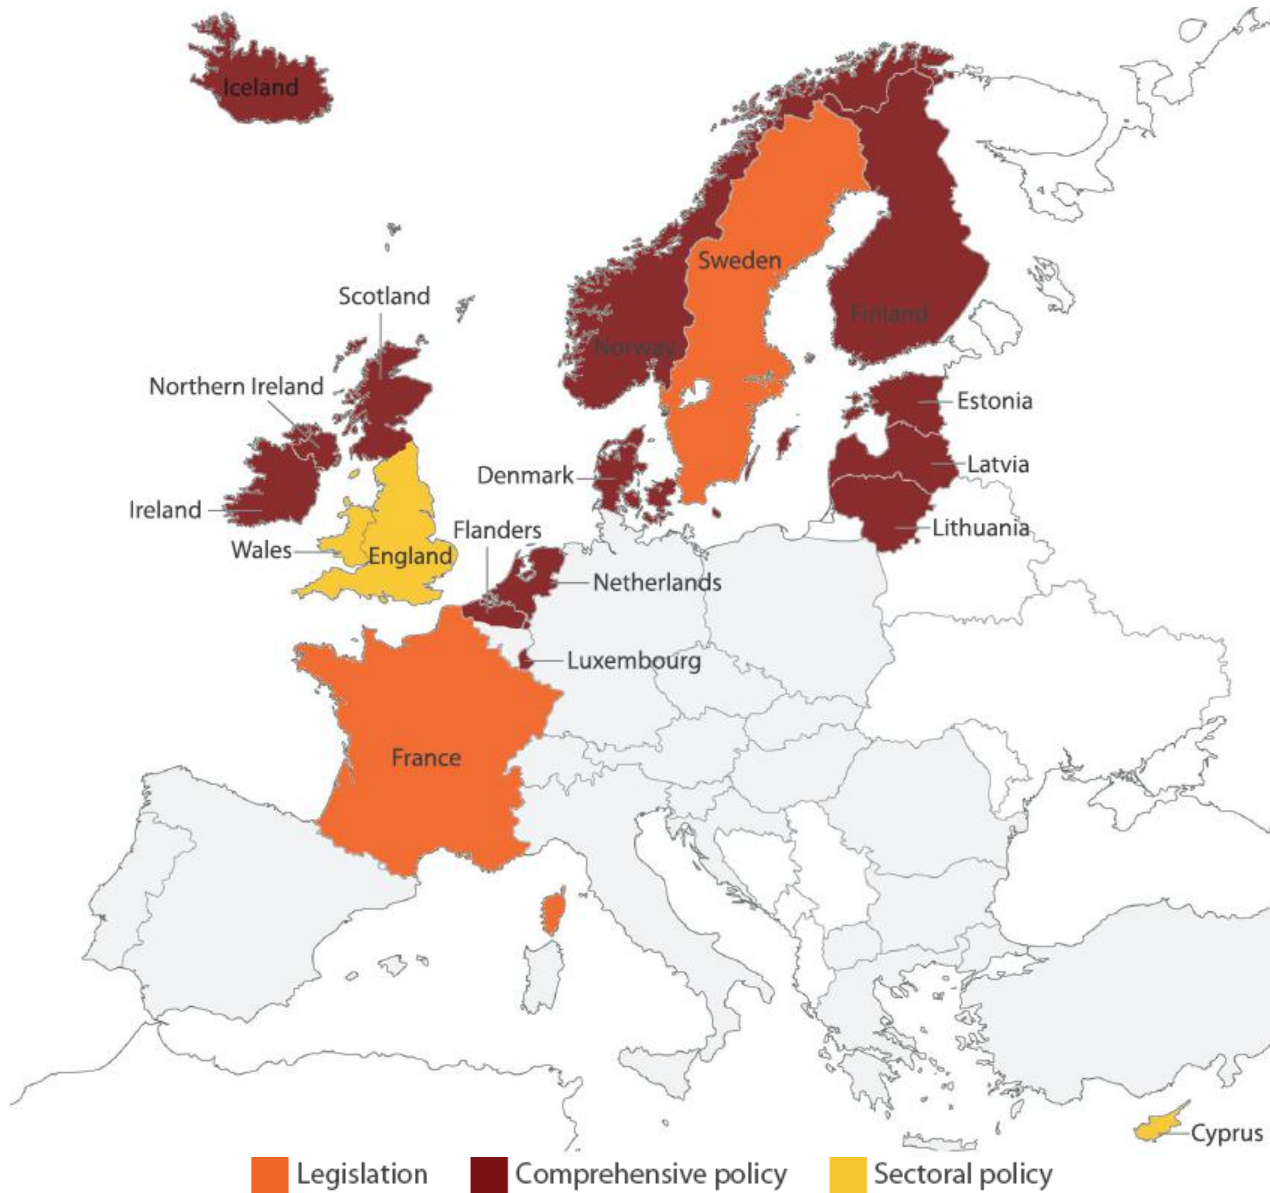 Iceland
Sweden
Scotland
Finland
Norway
Northern Ireland
Estonia
Latvia
Denmark
Ireland
Lithuania
Flanders
Wales
England
Netherlands
Luxembourg
France
Cyprus
Legislation
Comprehensive policy
Sectoral policy